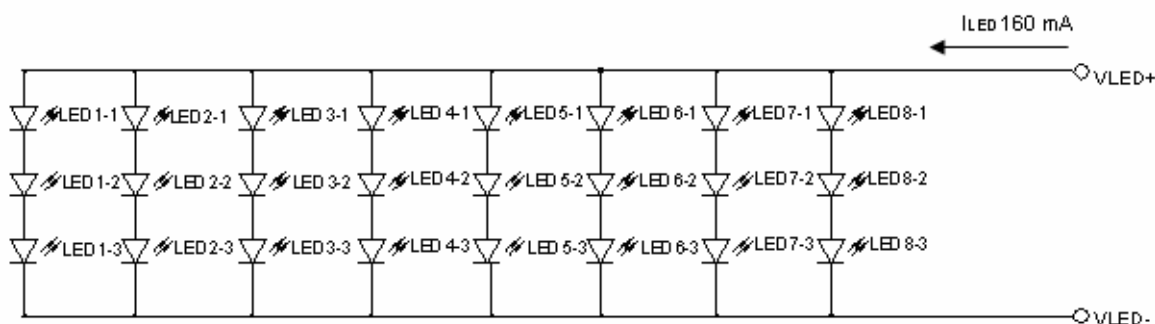 ILED 160 mA
VLED+
LED 1-1 LED 2-1 LED 3-1 LED 4-1 LED 5-1 LED 6-1 LED 7-1 LED 8-1
LED 1-2 LED 2-2 LED 3-2 LED 4-2 LED 5-2 LED 6-2 LED 7-2 LED 8-2
LED 1-3 LED 2-3 LED 3-3 LED 4-3 LED 5-3 LED 6-3 LED 7-3 LED 8-3
VLED-